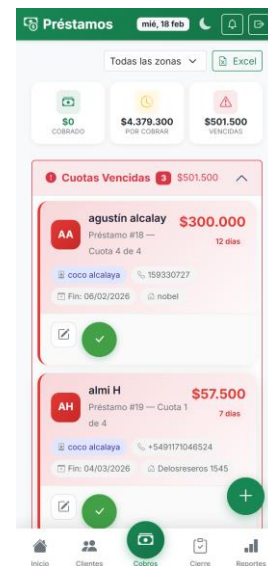 Préstamos
mié, 18 feb
Todas las zonas
Excel
$0
COBRADO
$4.379.300
POR COBRAR
$501.500
VENCIDAS
Cuotas Vencidas 3 $501.500
AA
agustín alcalay
$300.000
Préstamo #18 —
Cuota 4 de 4
12 días
coco alcalaya
159330727
Fin: 06/02/2026
nobel
AH
almi H
$57.500
Préstamo #19 — Cuota 1
de 4
7 días
coco alcalaya
+5491171046524
Fin: 04/03/2026
Delosreseros 1545
+
Inicio
Clientes
Cobros
Cierre
Reportes